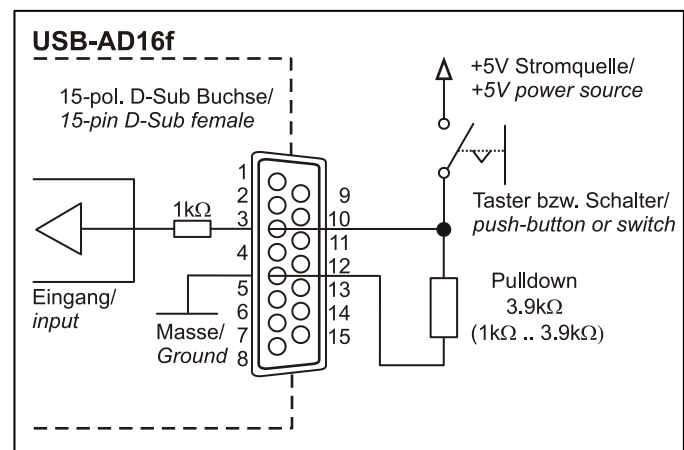 USB-AD16f
15-pol. D-Sub Buchse/
15-pin D-Sub female
+5V Stromquelle/
+5V power source
Taster bzw. Schalter/
push-button or switch
1kΩ
1
2
3
4
5
6
7
8
9
10
11
12
13
14
15
Eingang/
input
Masse/
Ground
Pulldown
3.9kΩ
(1kΩ .. 3.9kΩ)